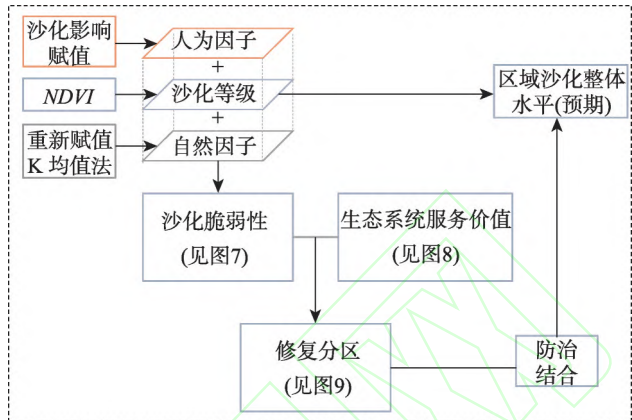 沙化影响
赋值
人为因子
+
NDVI
沙化等级
区域沙化整体
水平(预期)
+
重新赋值
K 均值法
自然因子
沙化脆弱性
(见图7)
生态系统服务价值
(见图8)
修复分区
(见图9)
防治
结合